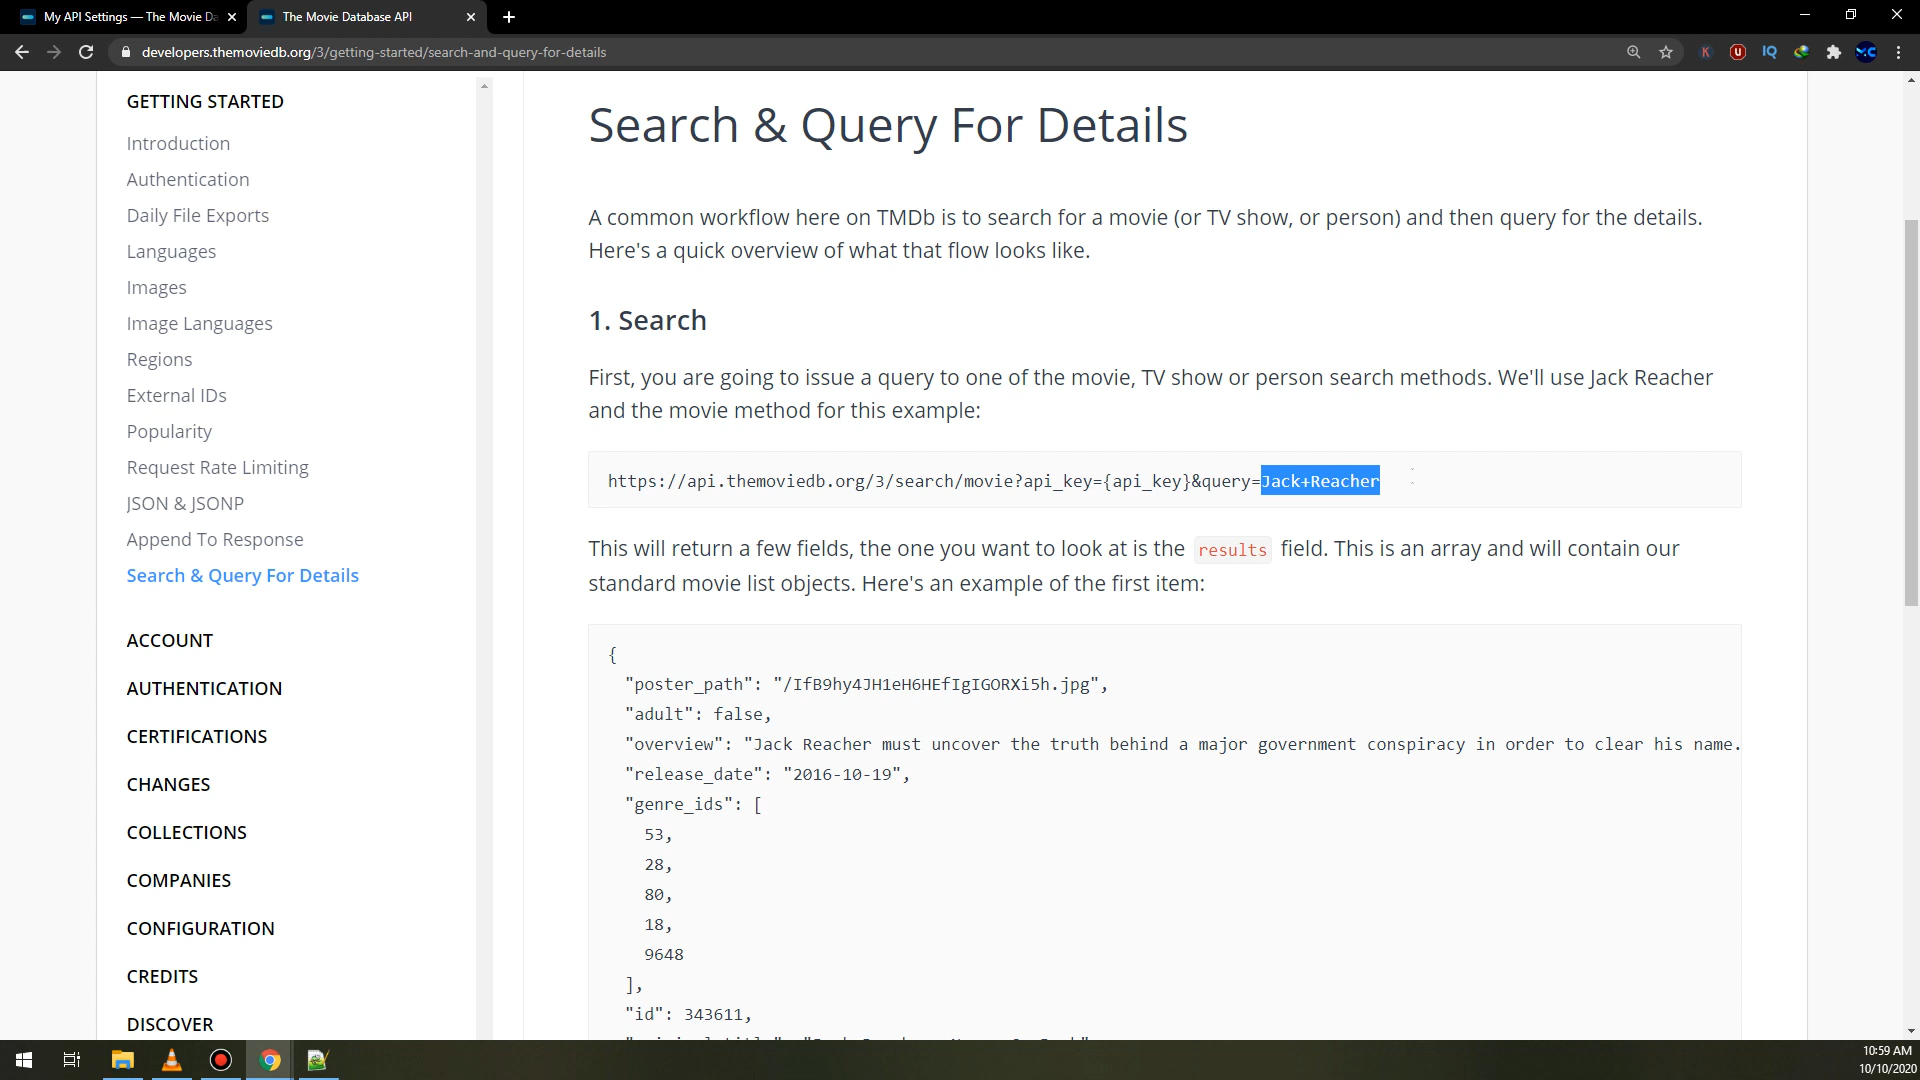 My API Settings — The Movie Da
The Movie Database API
developers.themoviedb.org/3/getting-started/search-and-query-for-details
GETTING STARTED
Introduction
Authentication
Daily File Exports
Languages
Images
Image Languages
Regions
External IDs
Popularity
Request Rate Limiting
JSON & JSONP
Append To Response
Search & Query For Details
ACCOUNT
AUTHENTICATION
CERTIFICATIONS
CHANGES
COLLECTIONS
COMPANIES
CONFIGURATION
CREDITS
DISCOVER
Search & Query For Details
A common workflow here on TMDb is to search for a movie (or TV show, or person) and then query for the details.
Here's a quick overview of what that flow looks like.
1. Search
First, you are going to issue a query to one of the movie, TV show or person search methods. We'll use Jack Reacher
and the movie method for this example:
https://api.themoviedb.org/3/search/movie?api_key={api_key}&query=Jack+Reacher
This will return a few fields, the one you want to look at is the results field. This is an array and will contain our
standard movie list objects. Here's an example of the first item:
{
"poster_path": "/IfB9hy4JH1eH6HEfIgIGORXi5h.jpg",
"adult": false,
"overview": "Jack Reacher must uncover the truth behind a major government conspiracy in order to clear his name.
"release_date": "2016-10-19",
"genre_ids": [
53,
28,
80,
18,
9648
],
"id": 343611,
10:59 AM
10/10/2020